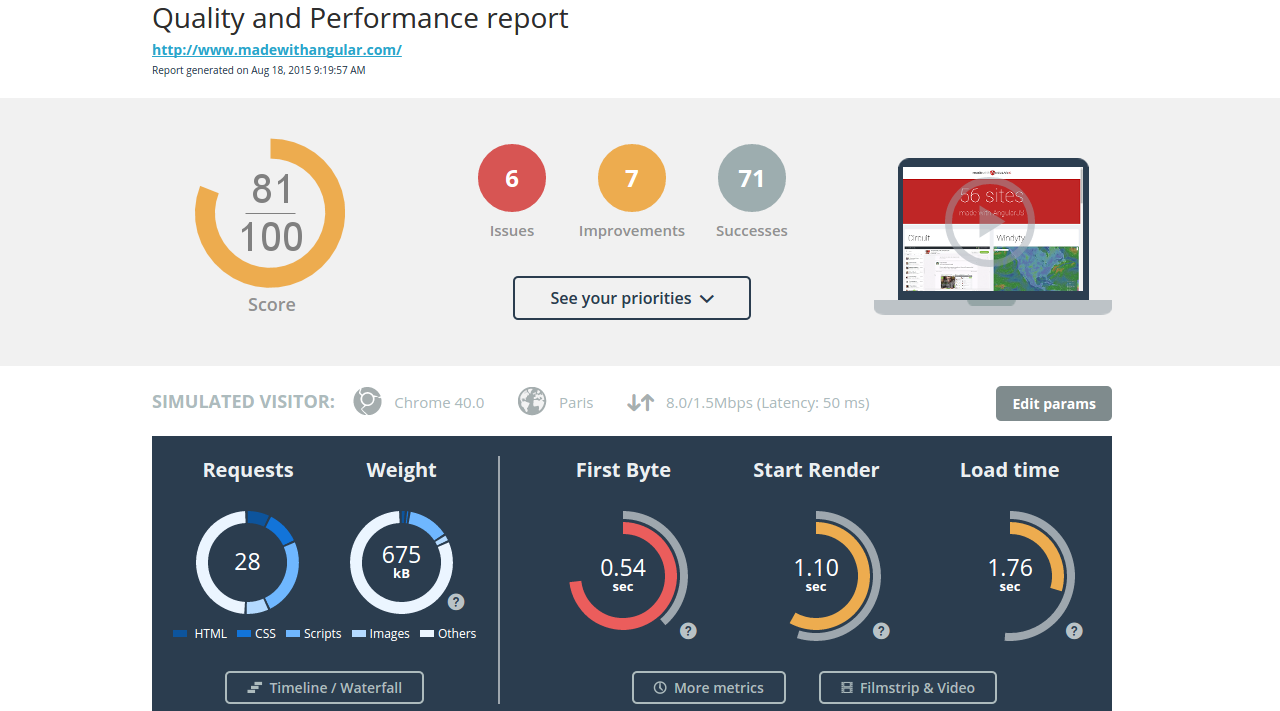 Quality and Performance report
http://www.madewithangular.com/
Report generated on Aug 18, 2015 9:19:57 AM
81
100
Score
6
7
71
Issues
Improvements
Successes
See your priorities
56 sites
made with AngularJS
Circuit
Windyty
SIMULATED VISITOR:
Chrome 40.0
Paris
8.0/1.5Mbps (Latency: 50 ms)
Edit params
Requests
Weight
First Byte
Start Render
Load time
28
675
kB
?
0.54
sec
?
1.10
sec
?
1.76
sec
?
HTML
CSS
Scripts
Images
Others
Timeline / Waterfall
More metrics
Filmstrip & Video